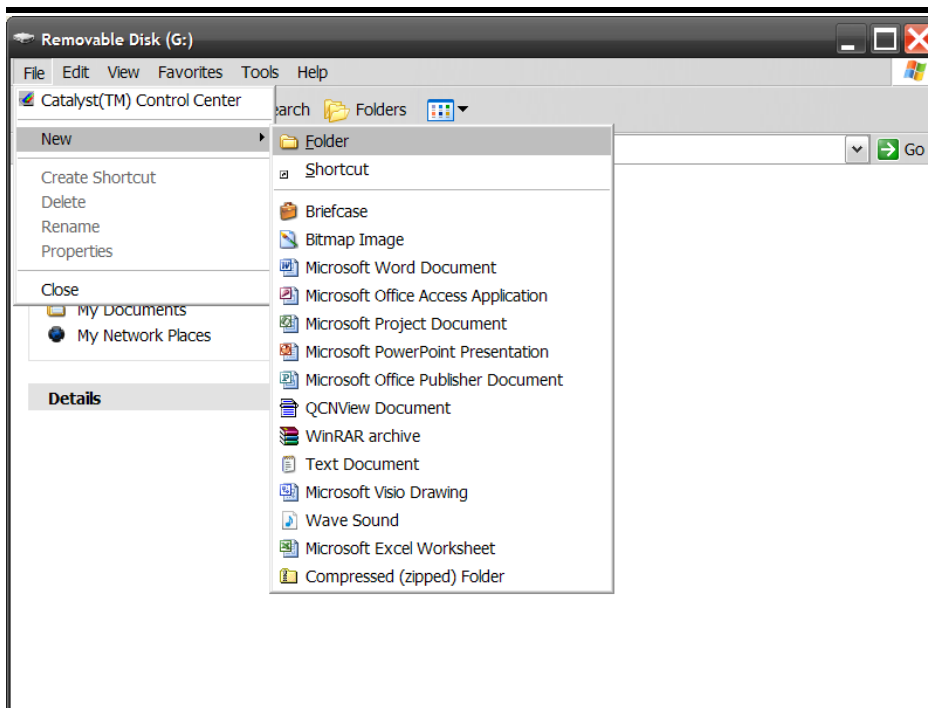 Removable Disk (G:)
File Edit View Favorites Tools Help
Catalyst(TM) Control Center
earch Folders
New
Folder
Go
Shortcut
Create Shortcut
Delete
Rename
Properties
Close
Briefcase
Bitmap Image
Microsoft Word Document
Microsoft Office Access Application
Microsoft Project Document
Microsoft PowerPoint Presentation
Microsoft Office Publisher Document
QCNView Document
WinRAR archive
Text Document
Microsoft Visio Drawing
Wave Sound
Microsoft Excel Worksheet
Compressed (zipped) Folder
My Documents
My Network Places
Details